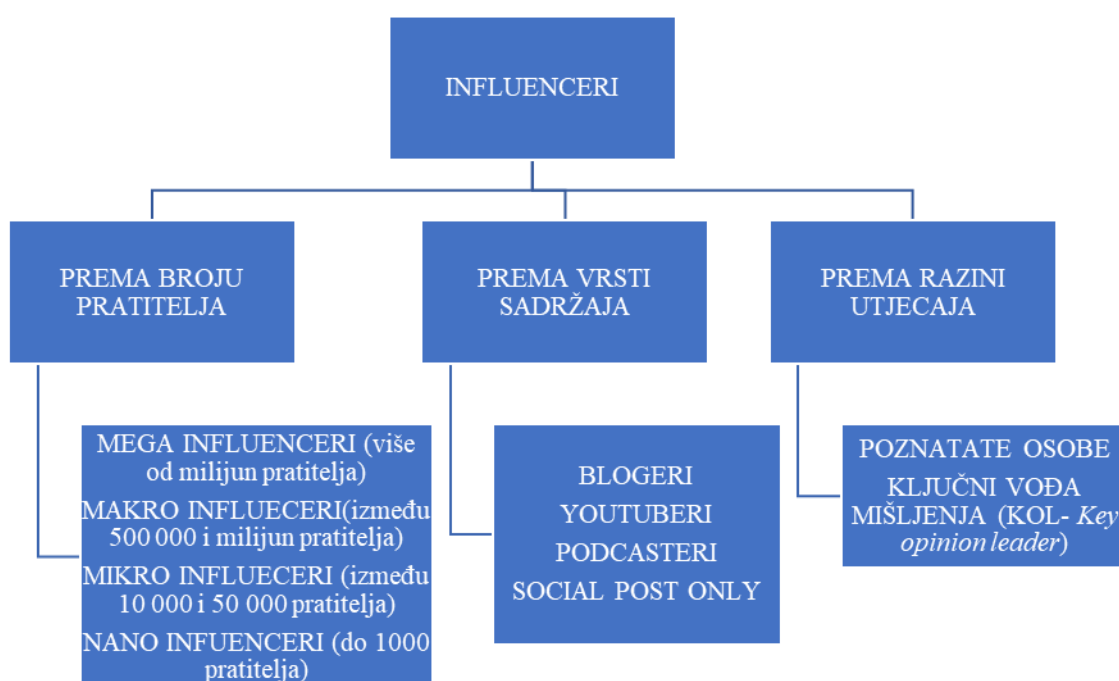 INFLUENCERI
PREMA BROJU
PRATITELJA
MEGA INFLUENCERI (više
od milijun pratitelja)
MAKRO INFLUECERI(između
500 000 i milijun pratitelja)
MIKRO INFLUECERI (između
10 000 i 50 000 pratitelja)
NANO INFUENCERI (do 1000
pratitelja)
PREMA VRSTI
SADRŽAJA
BLOGERI
YOUTUBERI
PODCASTERI
SOCIAL POST ONLY
PREMA RAZINI
UTJECAJA
POZNATATE OSOBE
KLJUČNI VOĐA
MIŠLJENJA (KOL- Key
opinion leader)